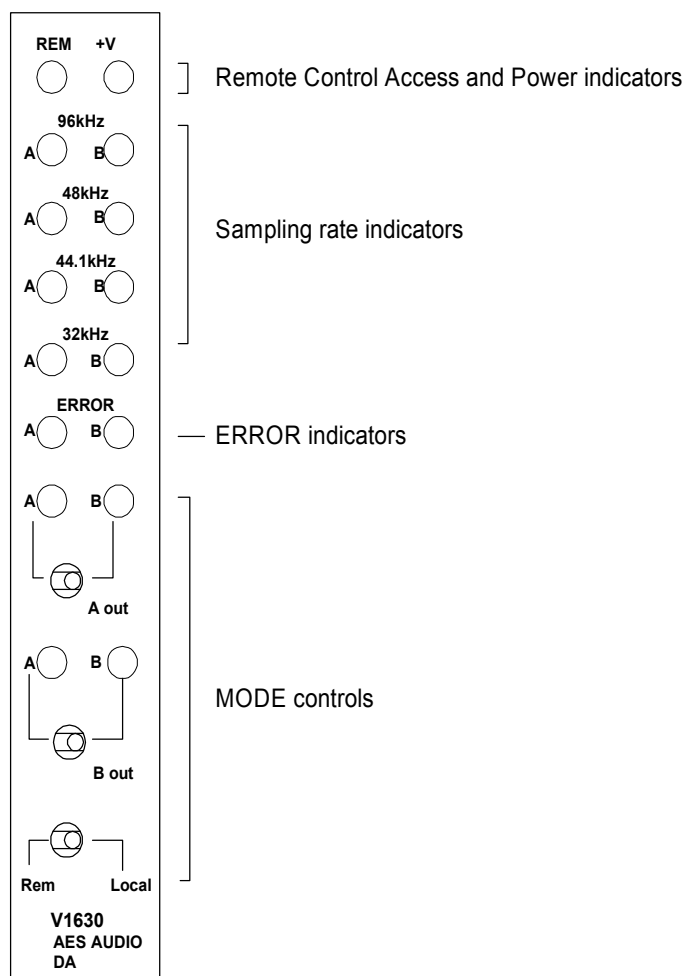 REM +V
Remote Control Access and Power indicators
96kHz
A B
48kHz
A B
Sampling rate indicators
44.1kHz
A B
32kHz
A B
ERROR
A B
ERROR indicators
A B
A out
A B
MODE controls
B out
Rem Local
V1630
AES AUDIO
DA